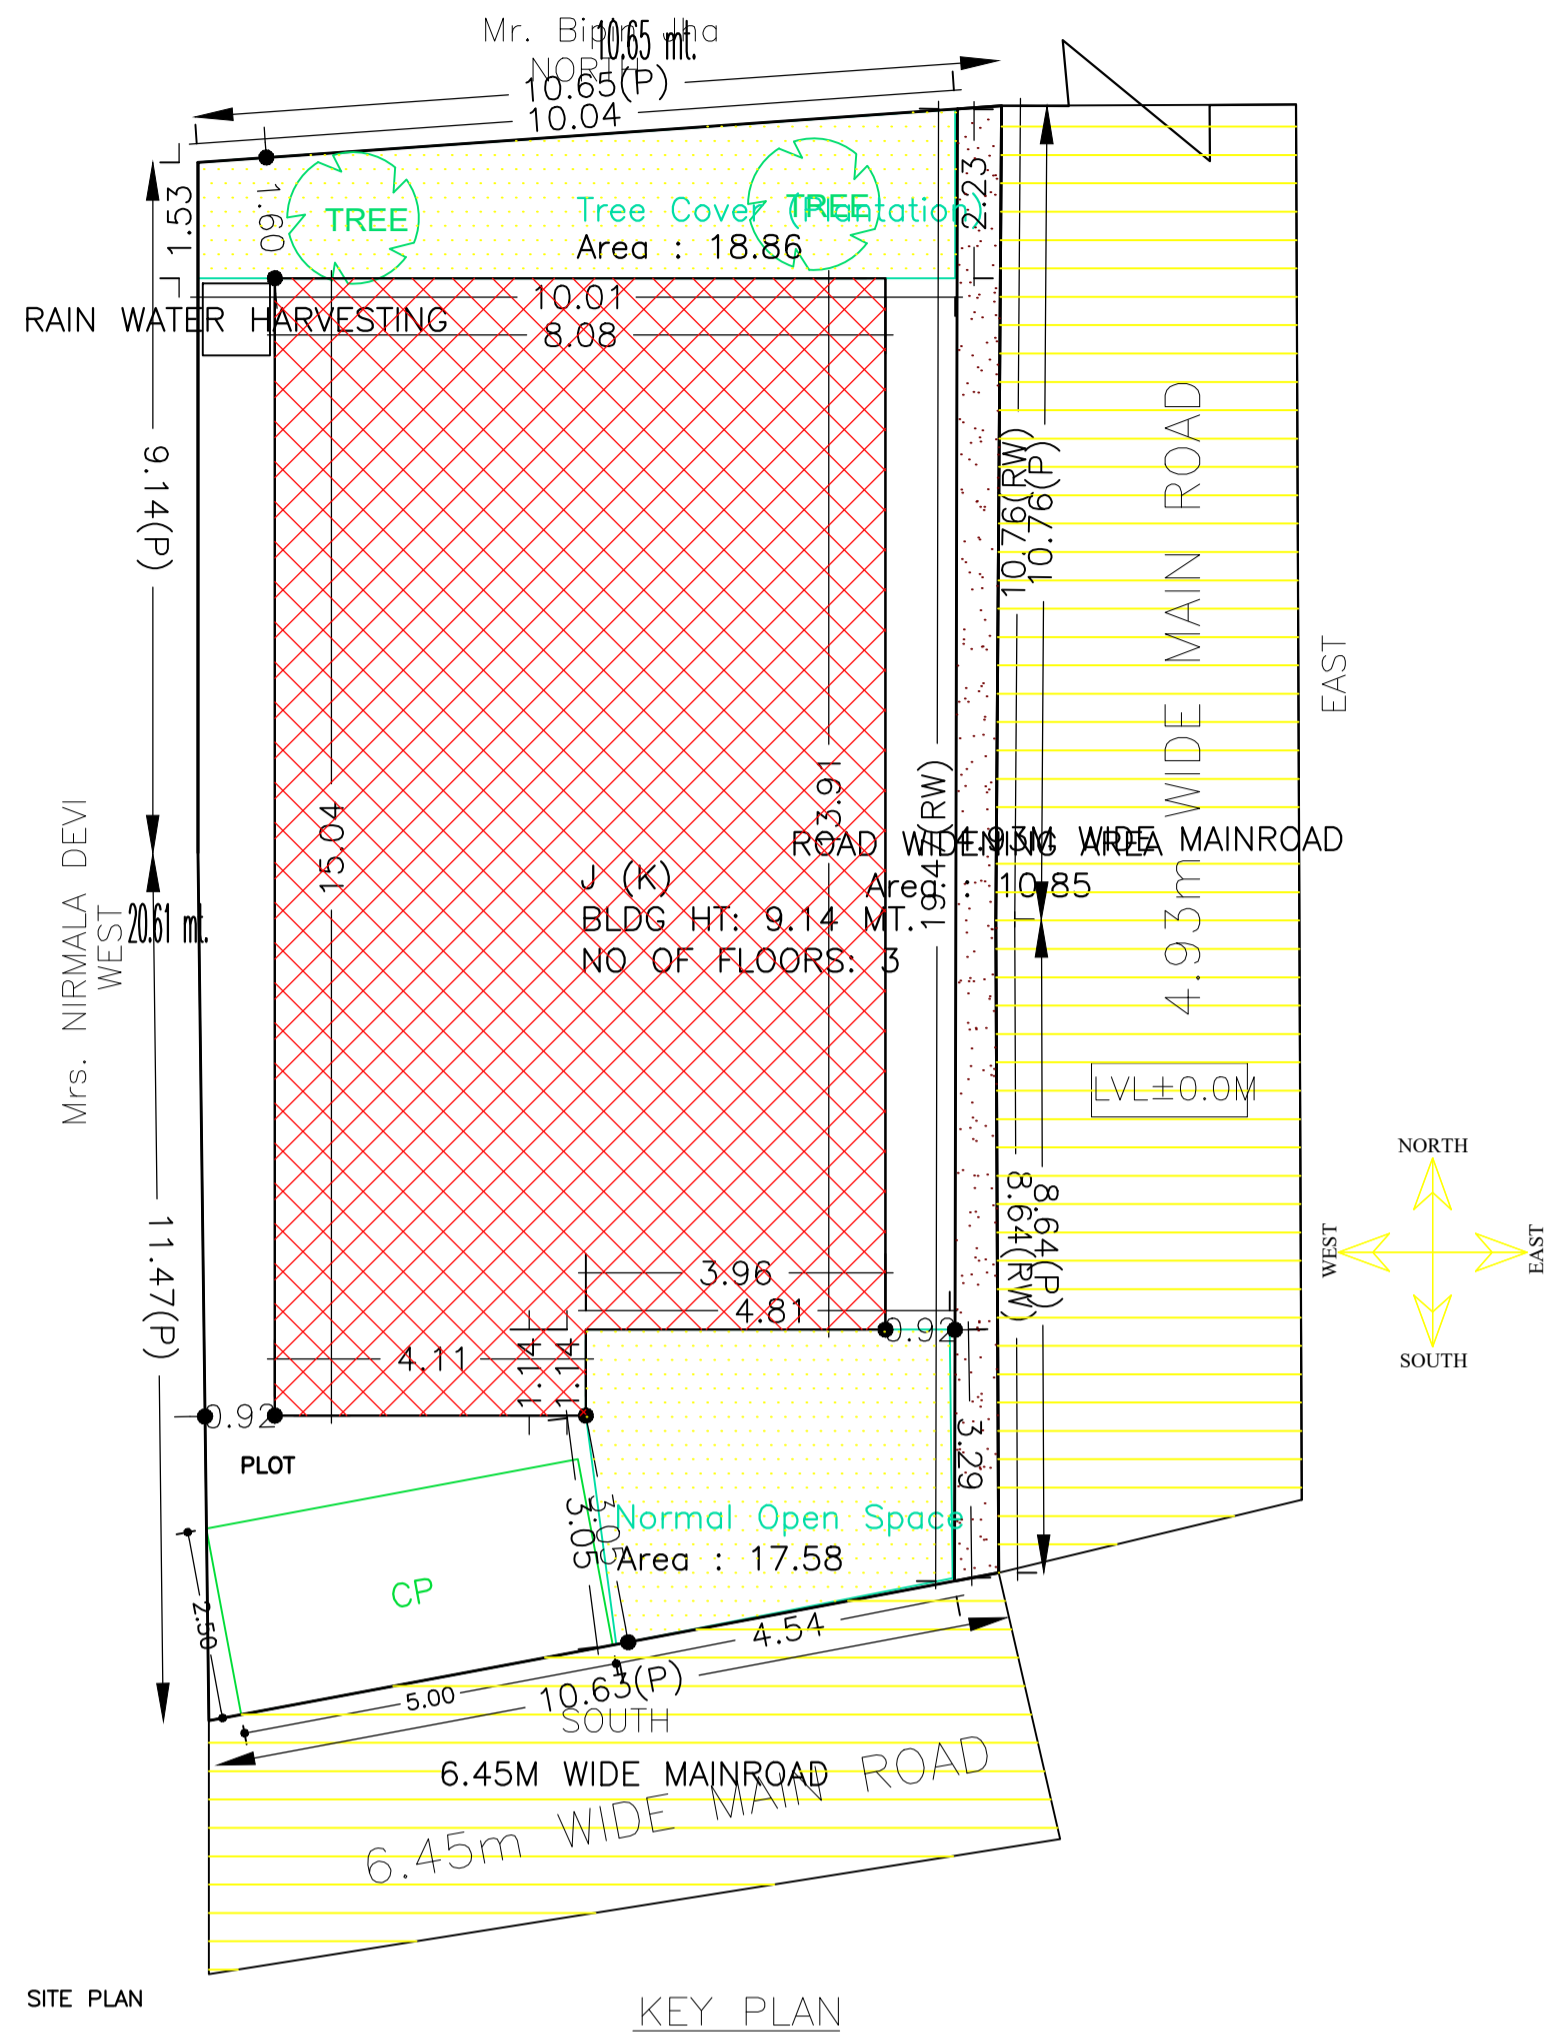 Mr. Bipin Jha
10.65 mt.
NORTH
10.65(P)
10.04
1.53
1.60
TREE
Tree Cover (Plantation)
TREE
Area : 18.86
2.23
10.01
RAIN WATER HARVESTING
8.08
9.14(P)
10.76(RW)
10.76(P)
4.93m WIDE MAIN ROAD
EAST
15.04
13.91
19.47(RW)
ROAD WIDENING AREA
4.93M WIDE MAINROAD
Area : 10.85
J (K)
BLDG HT: 9.14 MT.
NO OF FLOORS: 3
Mrs. NIRMALA DEVI
WEST
20.61 mt.
LVL±0.0M
NORTH
WEST
EAST
SOUTH
11.47(P)
8.64(RW)
8.64(P)
3.96
4.81
0.92
4.11
1.14
1.14
0.92
PLOT
3.29
3.05
3.05
Normal Open Space
Area : 17.58
CP
2.50
4.54
5.00
10.63(P)
SOUTH
6.45M WIDE MAINROAD
6.45m WIDE MAIN ROAD
SITE PLAN
KEY PLAN